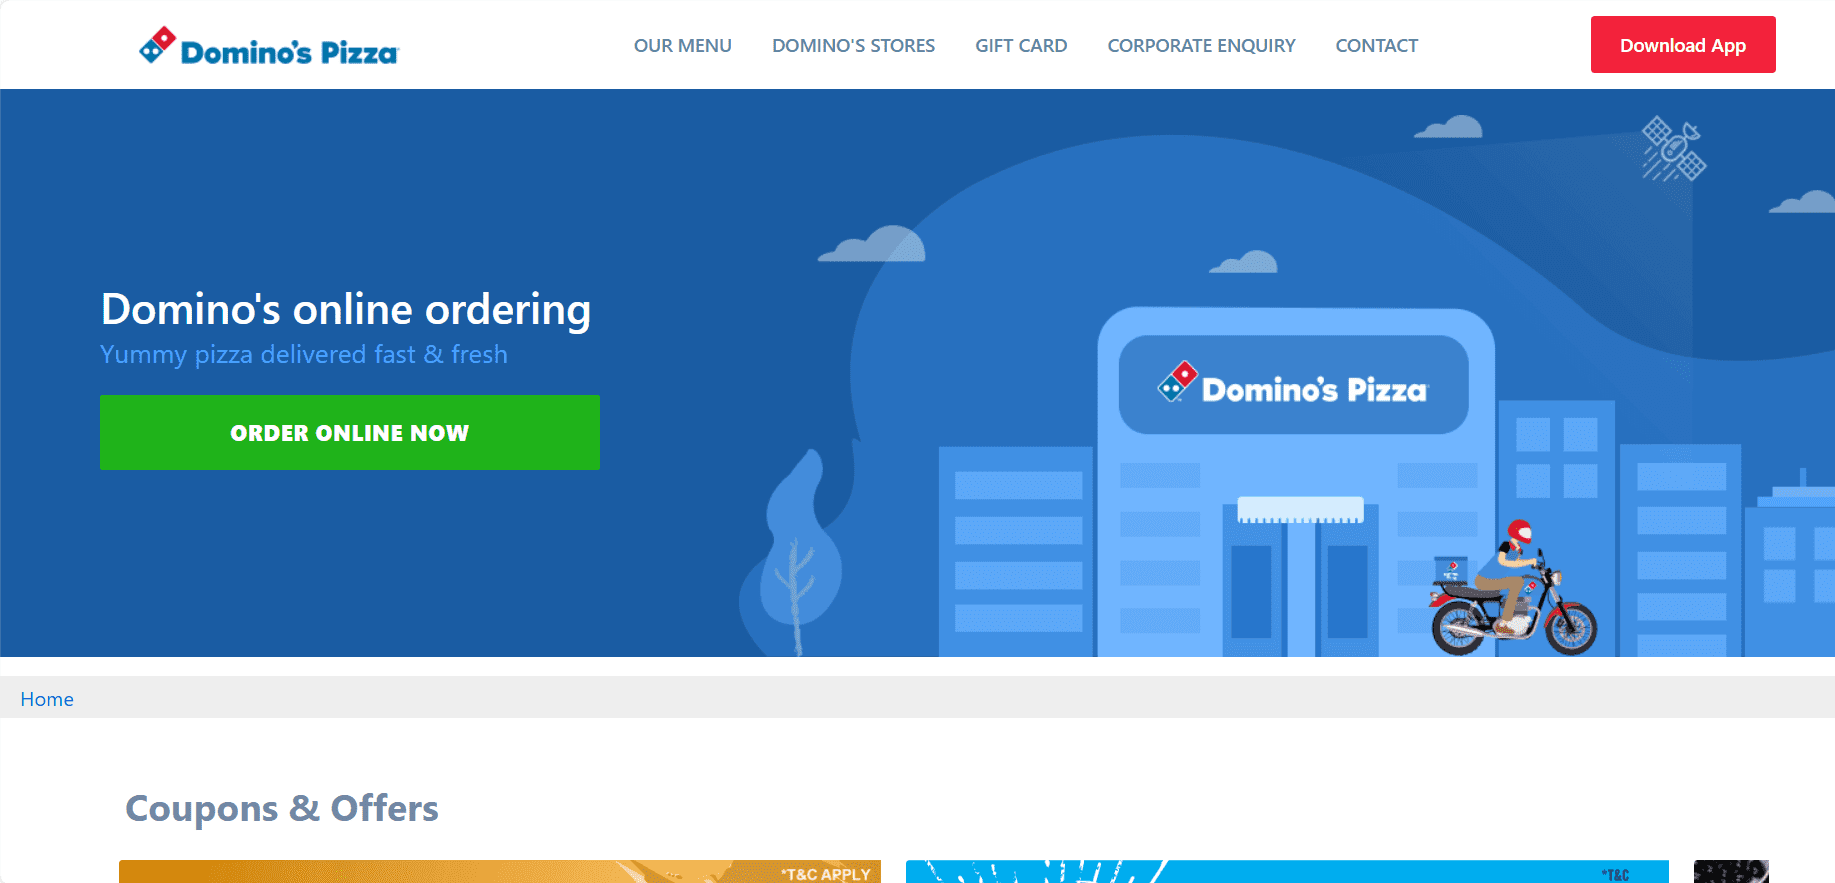 Domino's Pizza
OUR MENU
DOMINO'S STORES
GIFT CARD
CORPORATE ENQUIRY
CONTACT
Download App
Domino's online ordering
Yummy pizza delivered fast & fresh
ORDER ONLINE NOW
Domino's Pizza
Home
Coupons & Offers
*T&C APPLY
*T&C